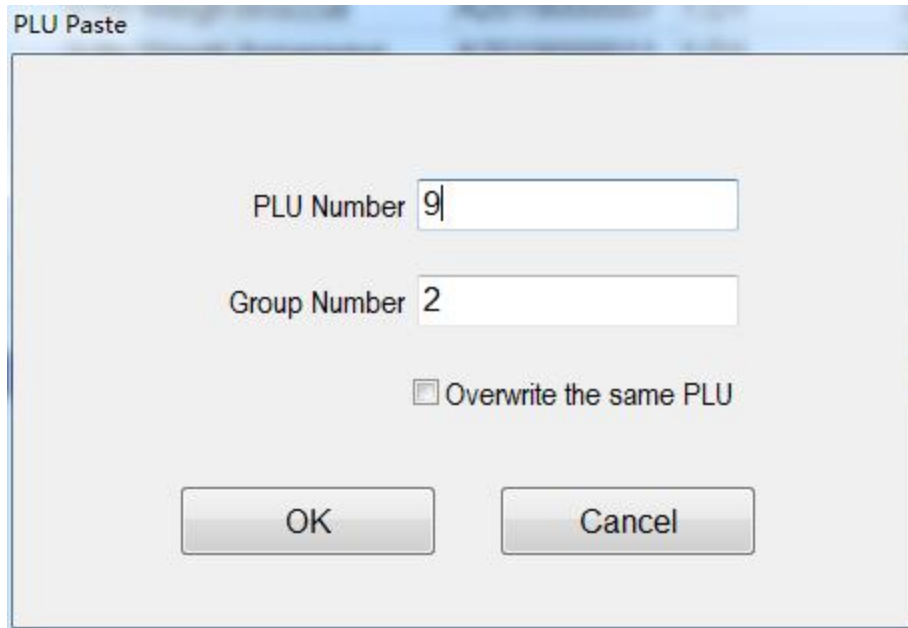 PLU Paste
PLU Number 9
Group Number 2
Overwrite the same PLU
OK Cancel